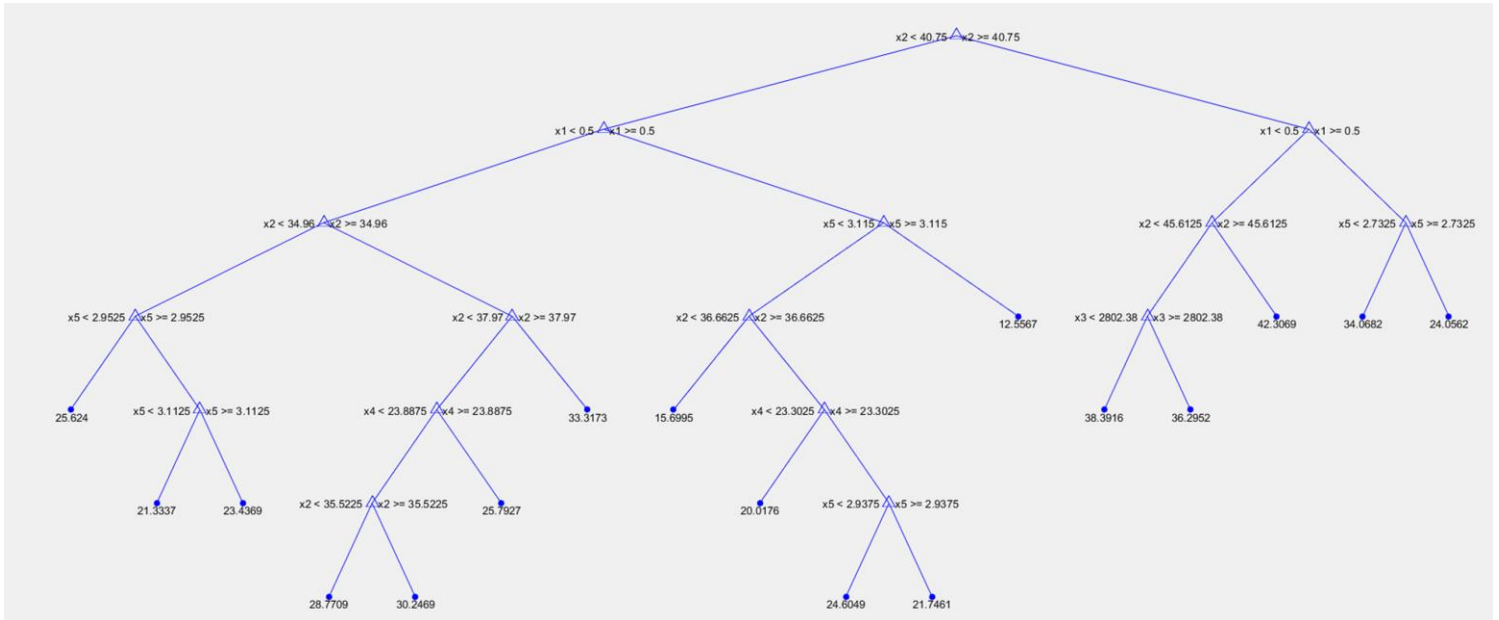 x2 < 40.75 x2 >= 40.75
x1 < 0.5 x1 >= 0.5
x1 < 0.5 x1 >= 0.5
x2 < 34.96 x2 >= 34.96
x5 < 3.115 x5 >= 3.115
x2 < 45.6125 x2 >= 45.6125
x5 < 2.7325 x5 >= 2.7325
x5 < 2.9525 x5 >= 2.9525
x2 < 37.97 x2 >= 37.97
x2 < 36.6625 x2 >= 36.6625
12.5567
x3 < 2802.38 x3 >= 2802.38
42.3069
34.0682
24.0562
25.624
x5 < 3.1125 x5 >= 3.1125
x4 < 23.8875 x4 >= 23.8875
33.3173
15.6995
x4 < 23.3025 x4 >= 23.3025
38.3916
36.2952
21.3337
23.4369
x2 < 35.5225 x2 >= 35.5225
25.7927
20.0176
x5 < 2.9375 x5 >= 2.9375
28.7709
30.2469
24.6049
21.7461